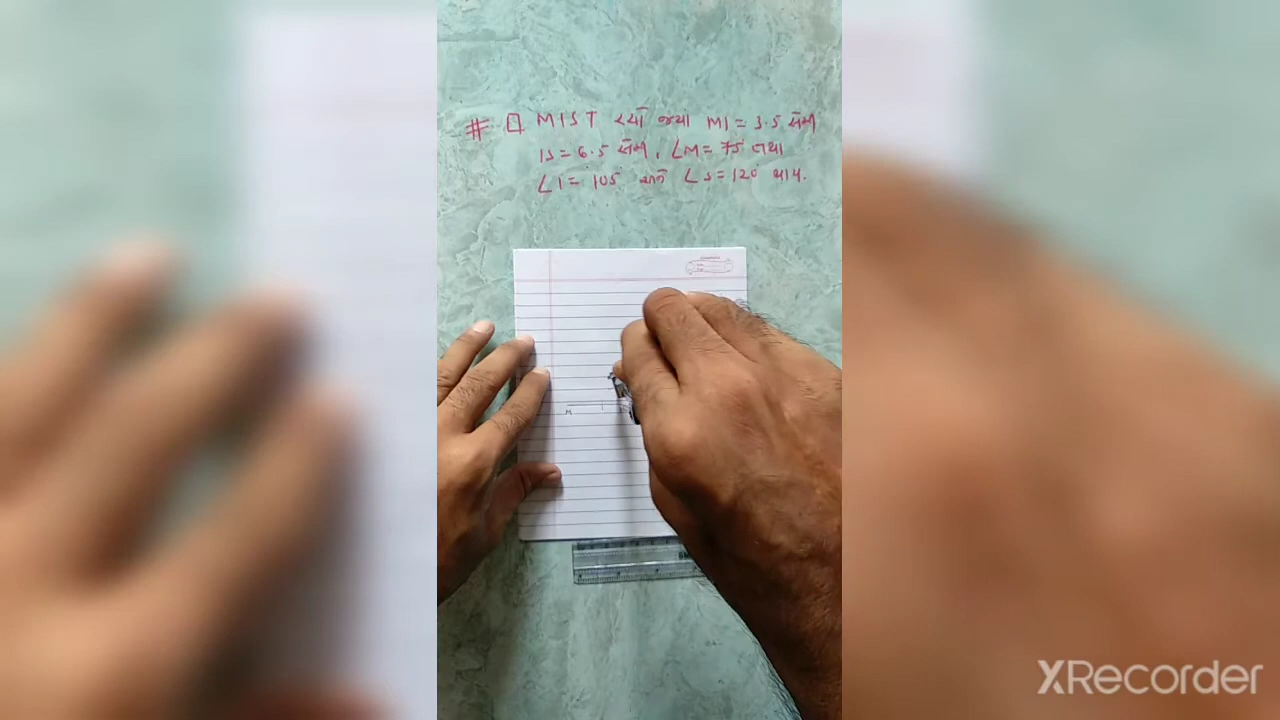 # □ MIST રચો જ્યાં MI = 3.5 સેમી
IS = 6.5 સેમી, ∠M = 75° તથા
∠I = 105° અને ∠S = 120° થાય.
M
XRecorder